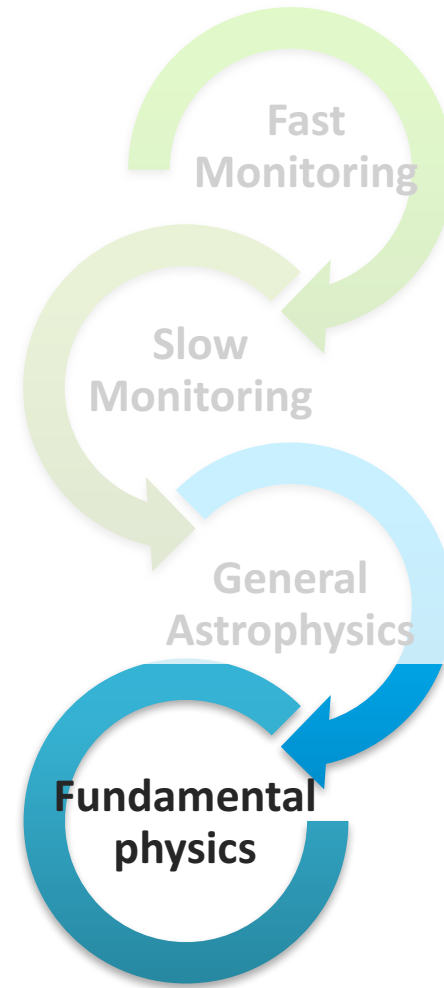 Fast
Monitoring
Slow
Monitoring
General
Astrophysics
Fundamental
physics